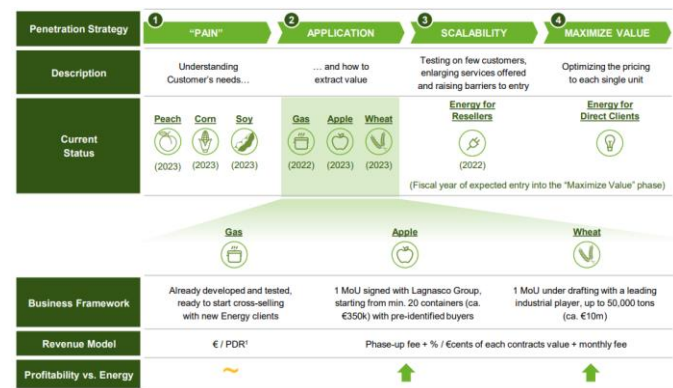 1 2 3 4
Penetration Strategy "PAIN" APPLICATION SCALABILITY MAXIMIZE VALUE
Description
Understanding
Customer's needs…
… and how to
extract value
Testing on few customers,
enlarging services offered
and raising barriers to entry
Optimizing the pricing
to each single unit
Current
Status
Peach Corn Soy
(2023) (2023) (2023)
Gas Apple Wheat
(2022) (2023) (2023)
Energy for
Resellers
(2022)
Energy for
Direct Clients
(Fiscal year of expected entry into the "Maximize Value" phase)
Gas Apple Wheat
Business Framework
Already developed and tested,
ready to start cross-selling
with new Energy clients
1 MoU signed with Lagnasco Group,
starting from min. 20 containers (ca.
€350k) with pre-identified buyers
1 MoU under drafting with a leading
industrial player, up to 50,000 tons
(ca. €10m)
Revenue Model € / PDR¹ Phase-up fee + % / €cents of each contracts value + monthly fee
Profitability vs. Energy ~